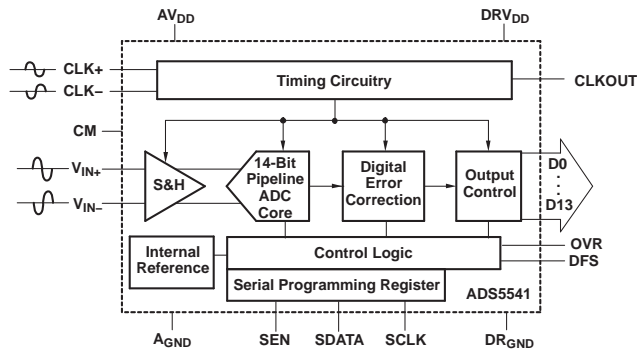 AVDD
DRVDD
CLK+
CLK–
Timing Circuitry
CLKOUT
CM
VIN+
VIN–
S&H
14-Bit
Pipeline
ADC
Core
Digital
Error
Correction
Output
Control
D0
D13
Internal
Reference
Control Logic
OVR
DFS
Serial Programming Register
ADS5541
AGND
SEN
SDATA
SCLK
DRGND